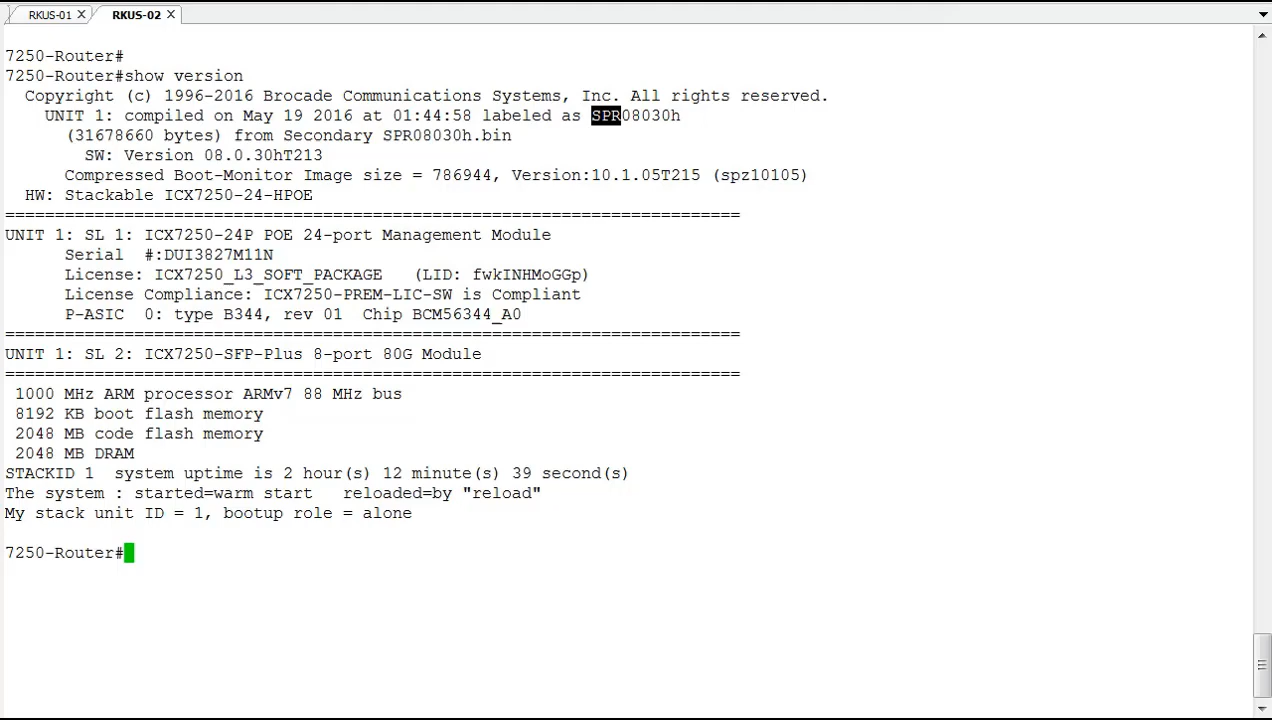 RKUS-01 X RKUS-02 X
7250-Router#
7250-Router#show version
  Copyright (c) 1996-2016 Brocade Communications Systems, Inc. All rights reserved.
    UNIT 1: compiled on May 19 2016 at 01:44:58 labeled as SPR08030h
      (31678660 bytes) from Secondary SPR08030h.bin
        SW: Version 08.0.30hT213
      Compressed Boot-Monitor Image size = 786944, Version:10.1.05T215 (spz10105)
  HW: Stackable ICX7250-24-HPOE
==========================================================================
UNIT 1: SL 1: ICX7250-24P POE 24-port Management Module
      Serial  #:DUI3827M11N
      License: ICX7250_L3_SOFT_PACKAGE   (LID: fwkINHMoGGp)
      License Compliance: ICX7250-PREM-LIC-SW is Compliant
      P-ASIC  0: type B344, rev 01  Chip BCM56344_A0
==========================================================================
UNIT 1: SL 2: ICX7250-SFP-Plus 8-port 80G Module
==========================================================================
 1000 MHz ARM processor ARMv7 88 MHz bus
 8192 KB boot flash memory
 2048 MB code flash memory
 2048 MB DRAM
STACKID 1  system uptime is 2 hour(s) 12 minute(s) 39 second(s)
The system : started=warm start   reloaded=by "reload"
My stack unit ID = 1, bootup role = alone
7250-Router#